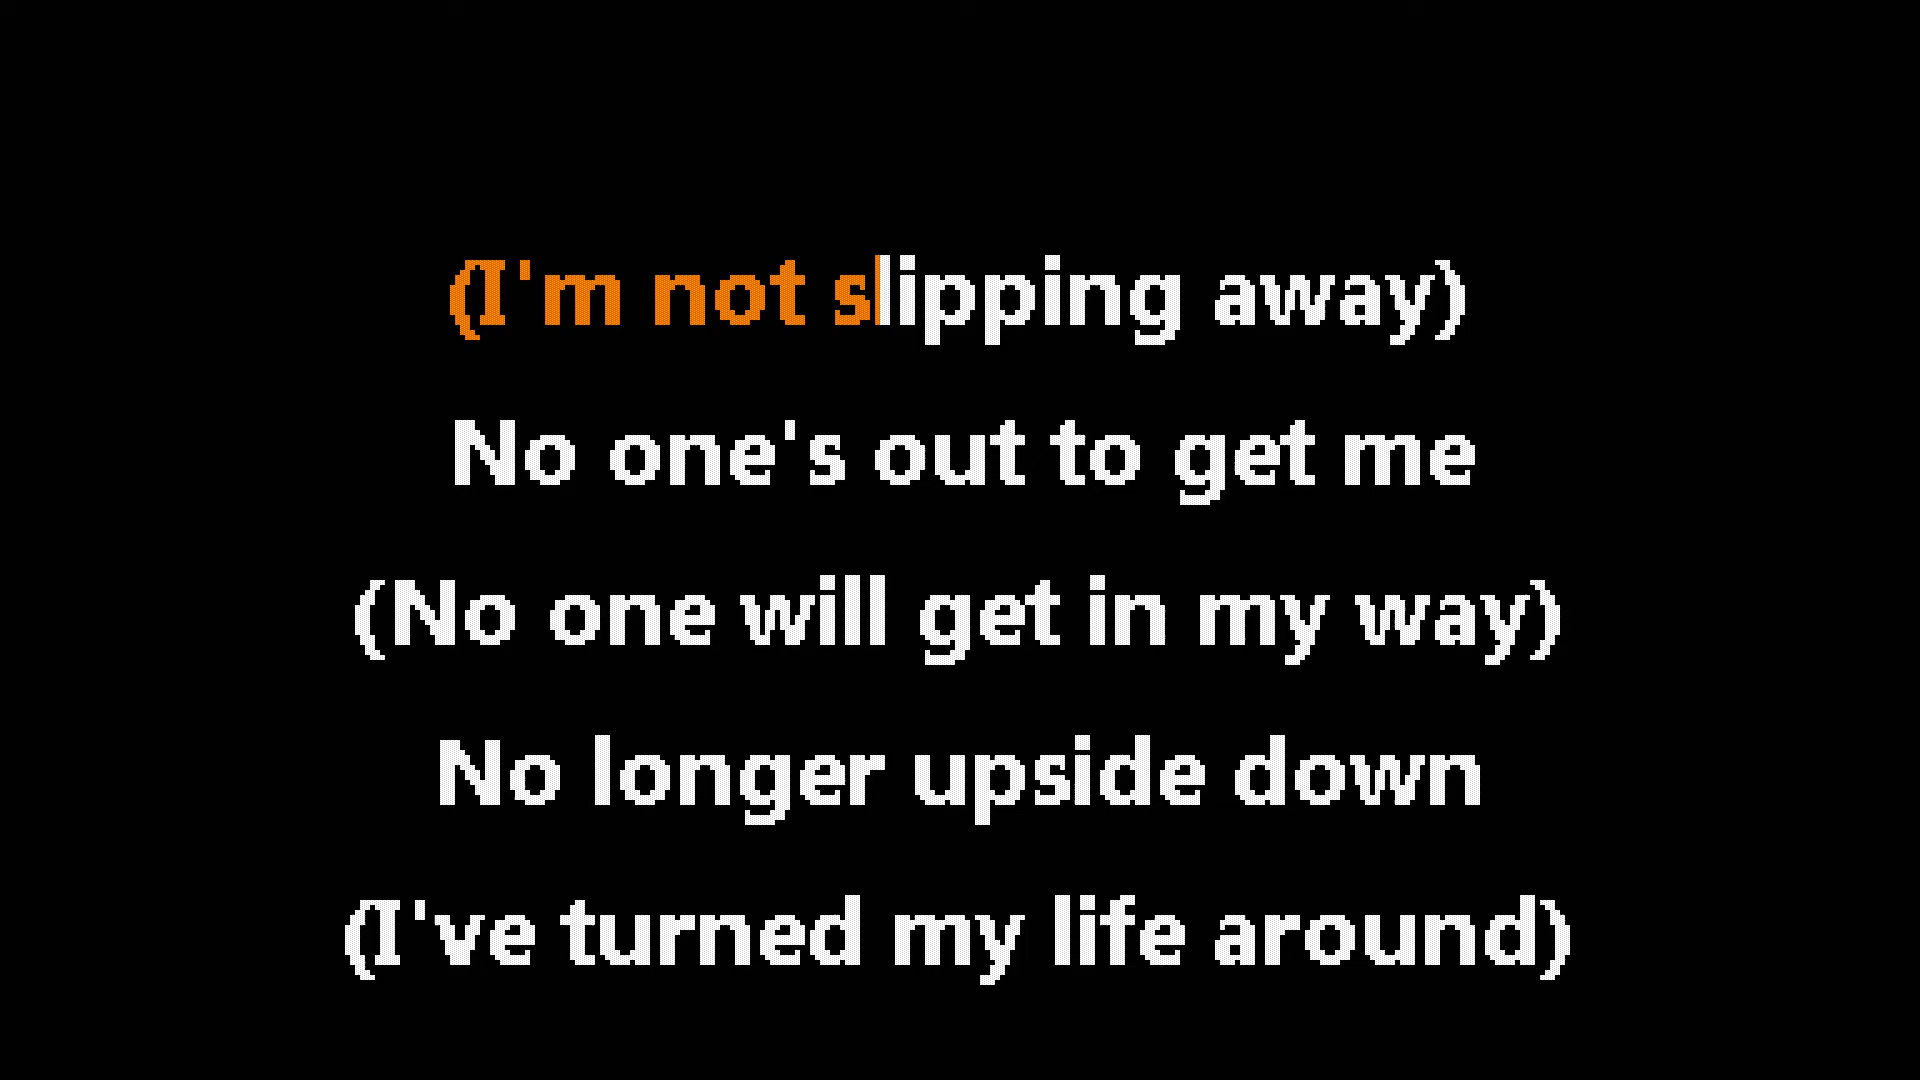 (I'm not slipping away)
No one's out to get me
(No one will get in my way)
No longer upside down
(I've turned my life around)